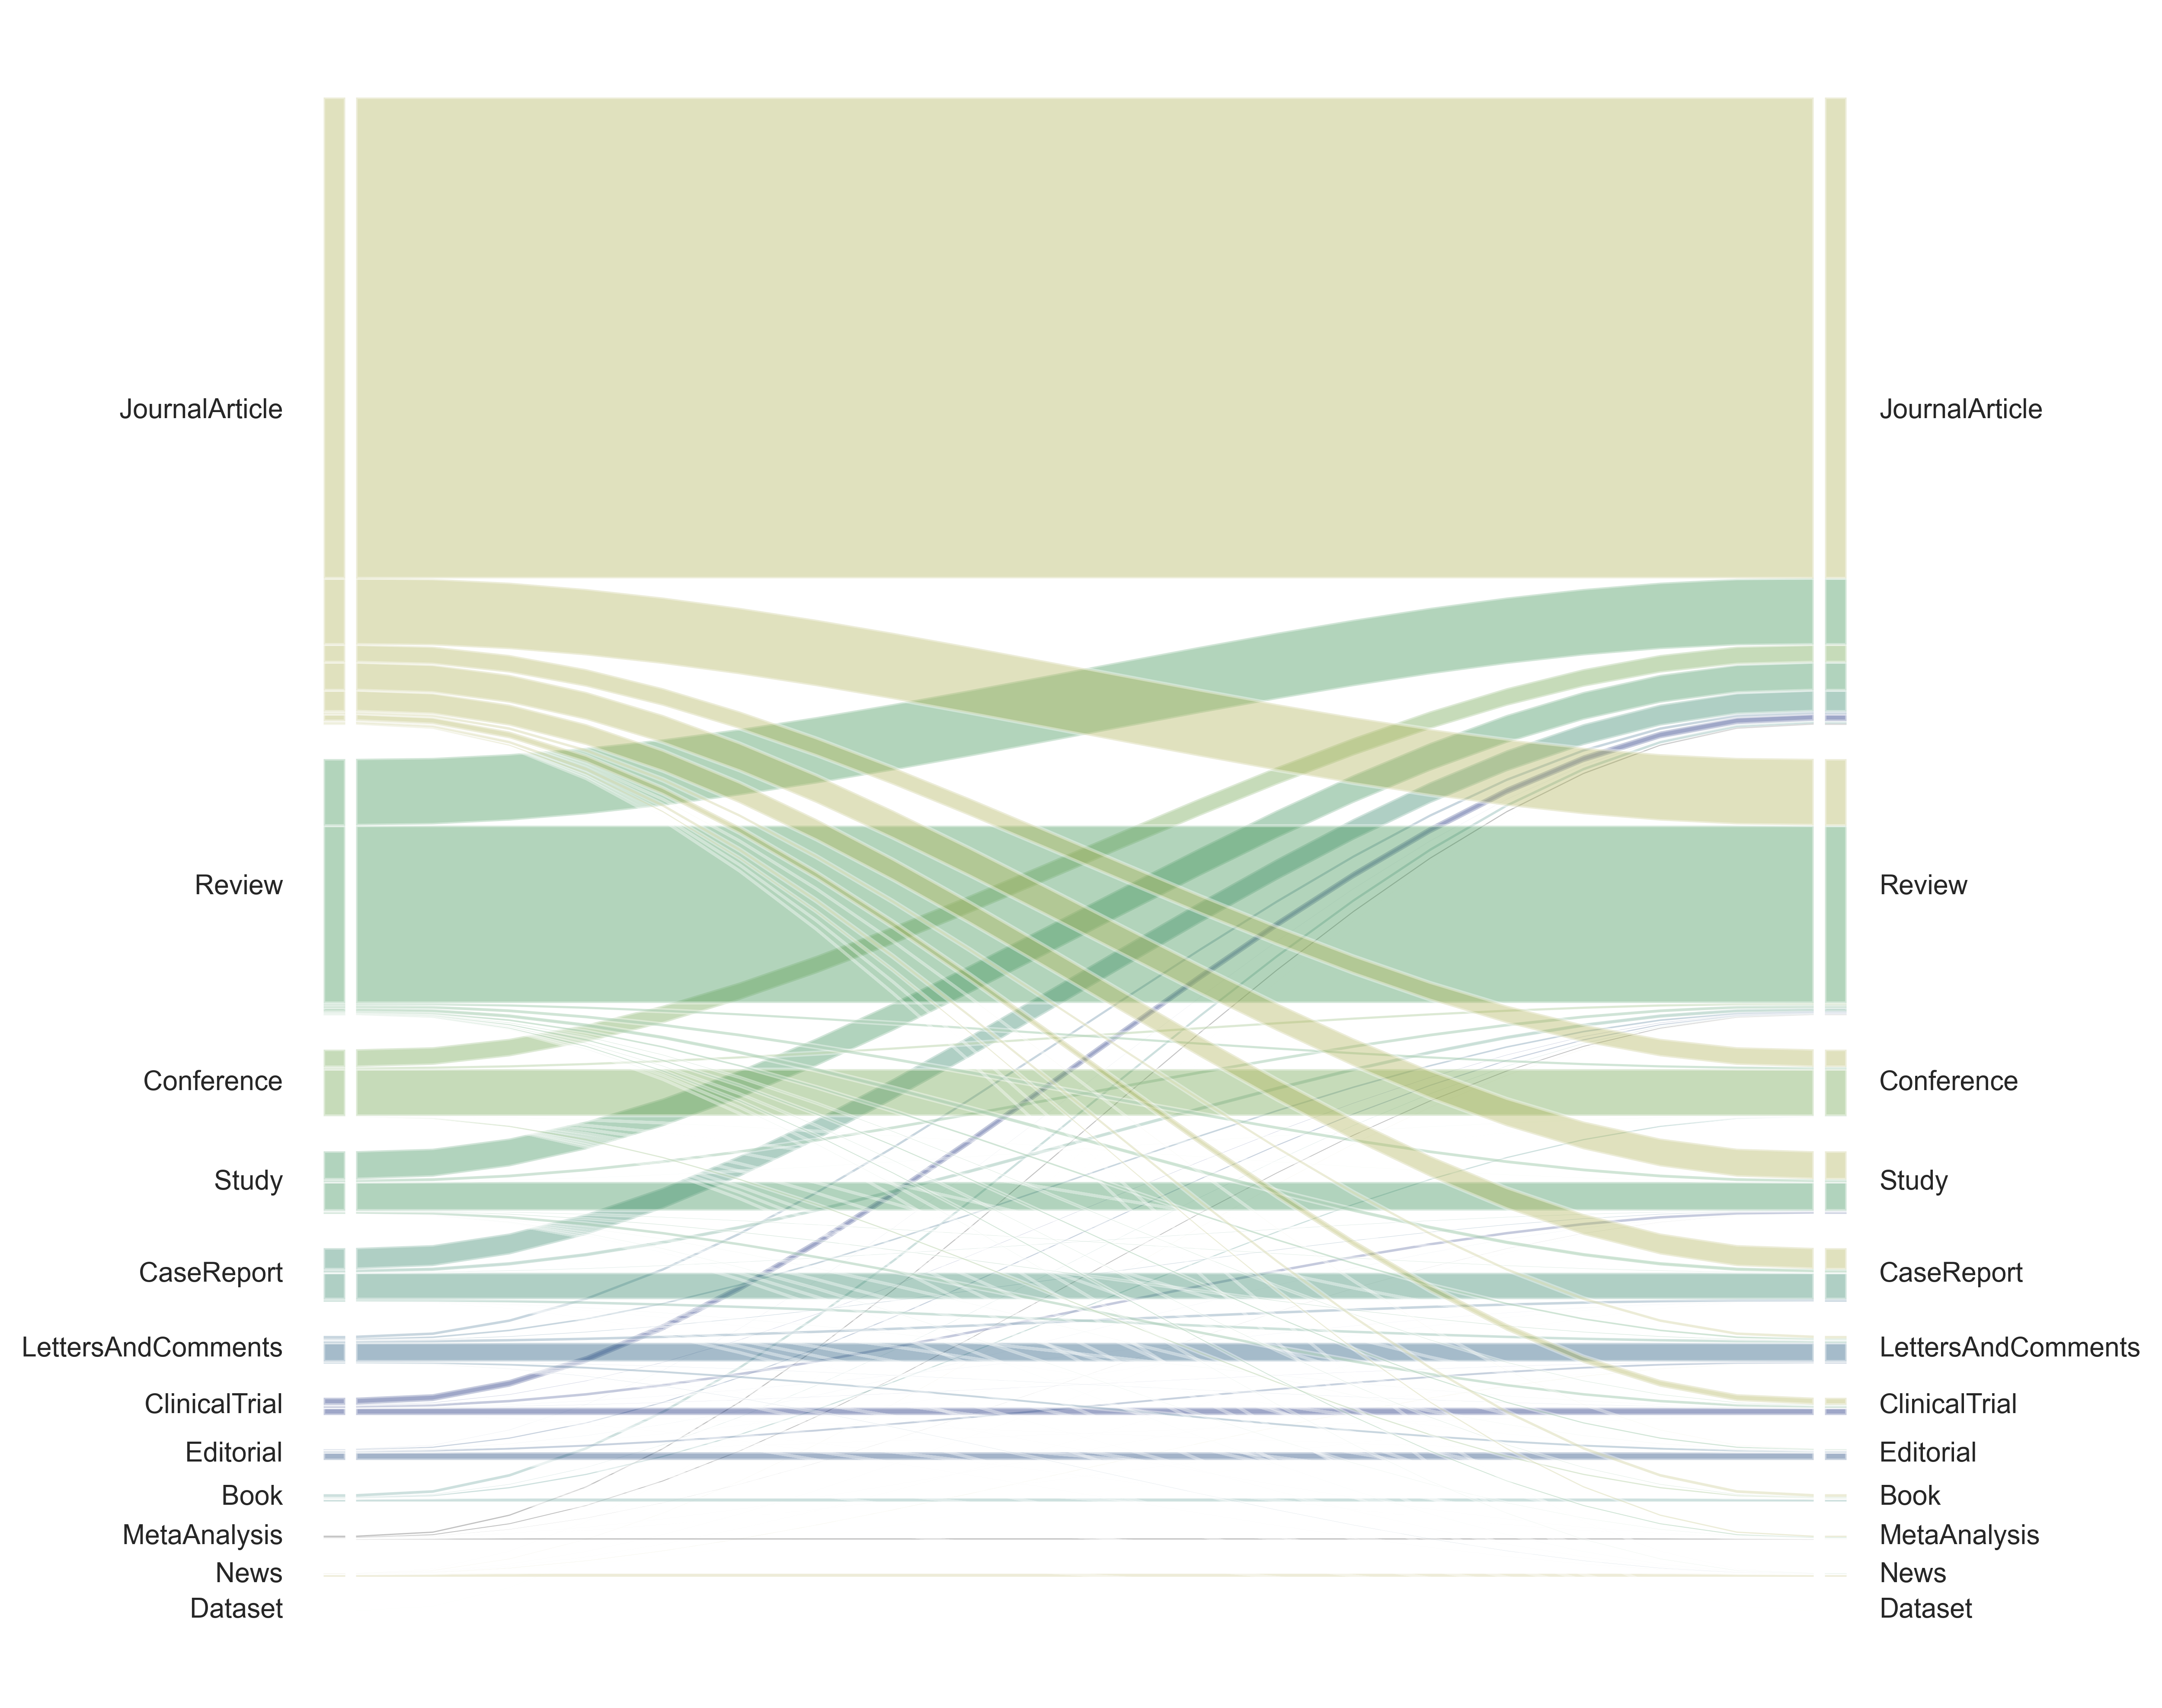 JournalArticle
Review
Conference
Study
CaseReport
LettersAndComments
ClinicalTrial
Editorial
Book
MetaAnalysis
News
Dataset
JournalArticle
Review
Conference
Study
CaseReport
LettersAndComments
ClinicalTrial
Editorial
Book
MetaAnalysis
News
Dataset